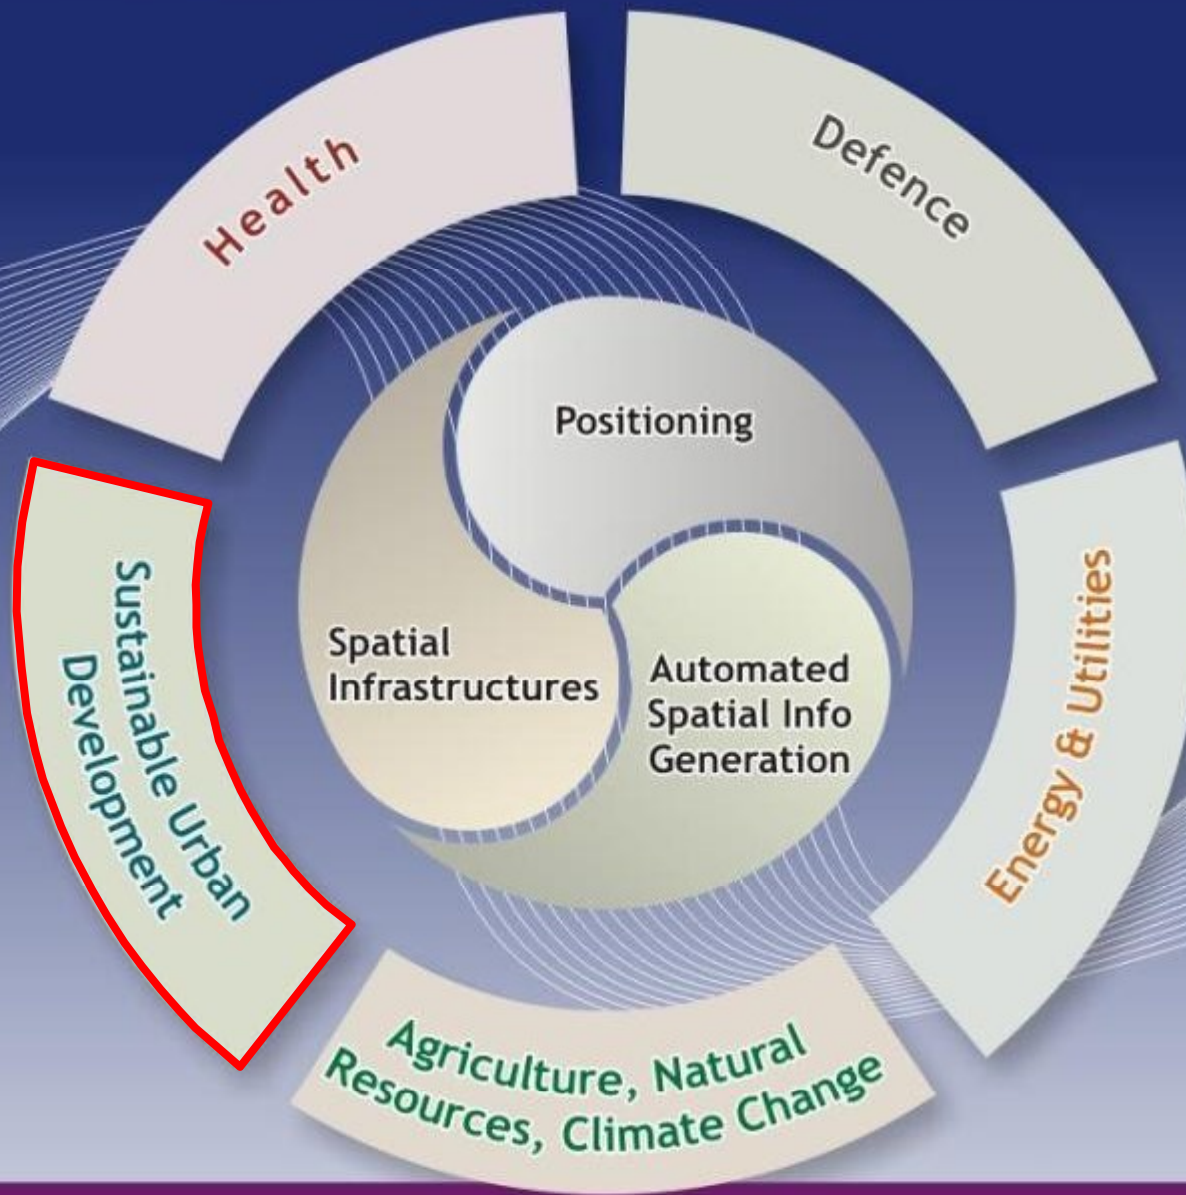 Health
Defence
Positioning
Spatial
Infrastructures
Automated
Spatial Info
Generation
Sustainable Urban
Development
Energy & Utilities
Agriculture, Natural
Resources, Climate Change